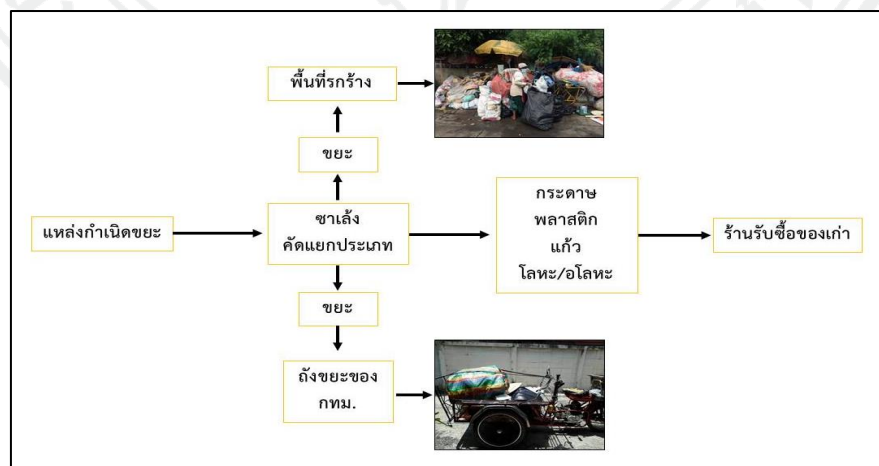 พื้นที่รกร้าง
ขยะ
แหล่งกำเนิดขยะ
ซาเล้ง
คัดแยกประเภท
กระดาษ
พลาสติก
แก้ว
โลหะ/อโลหะ
ร้านรับซื้อของเก่า
ขยะ
ถังขยะของ
กทม.